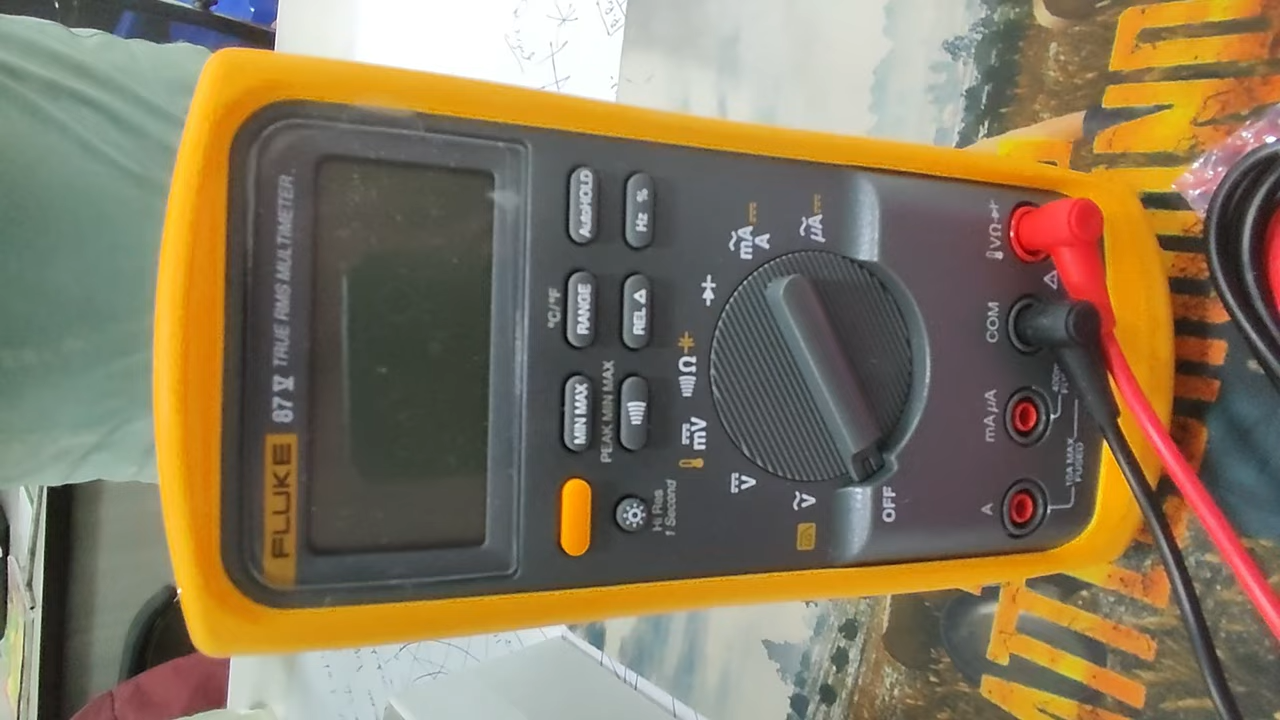 FLUKE 87 V TRUE RMS MULTIMETER
°C/°F
MIN MAX RANGE AutoHOLD
PEAK MIN MAX
REL △ Hz %
Hi Res
1 Second
mV
Ω
mA
A
µA
V
V
OFF
A mA µA COM VΩ
10A MAX
FUSED